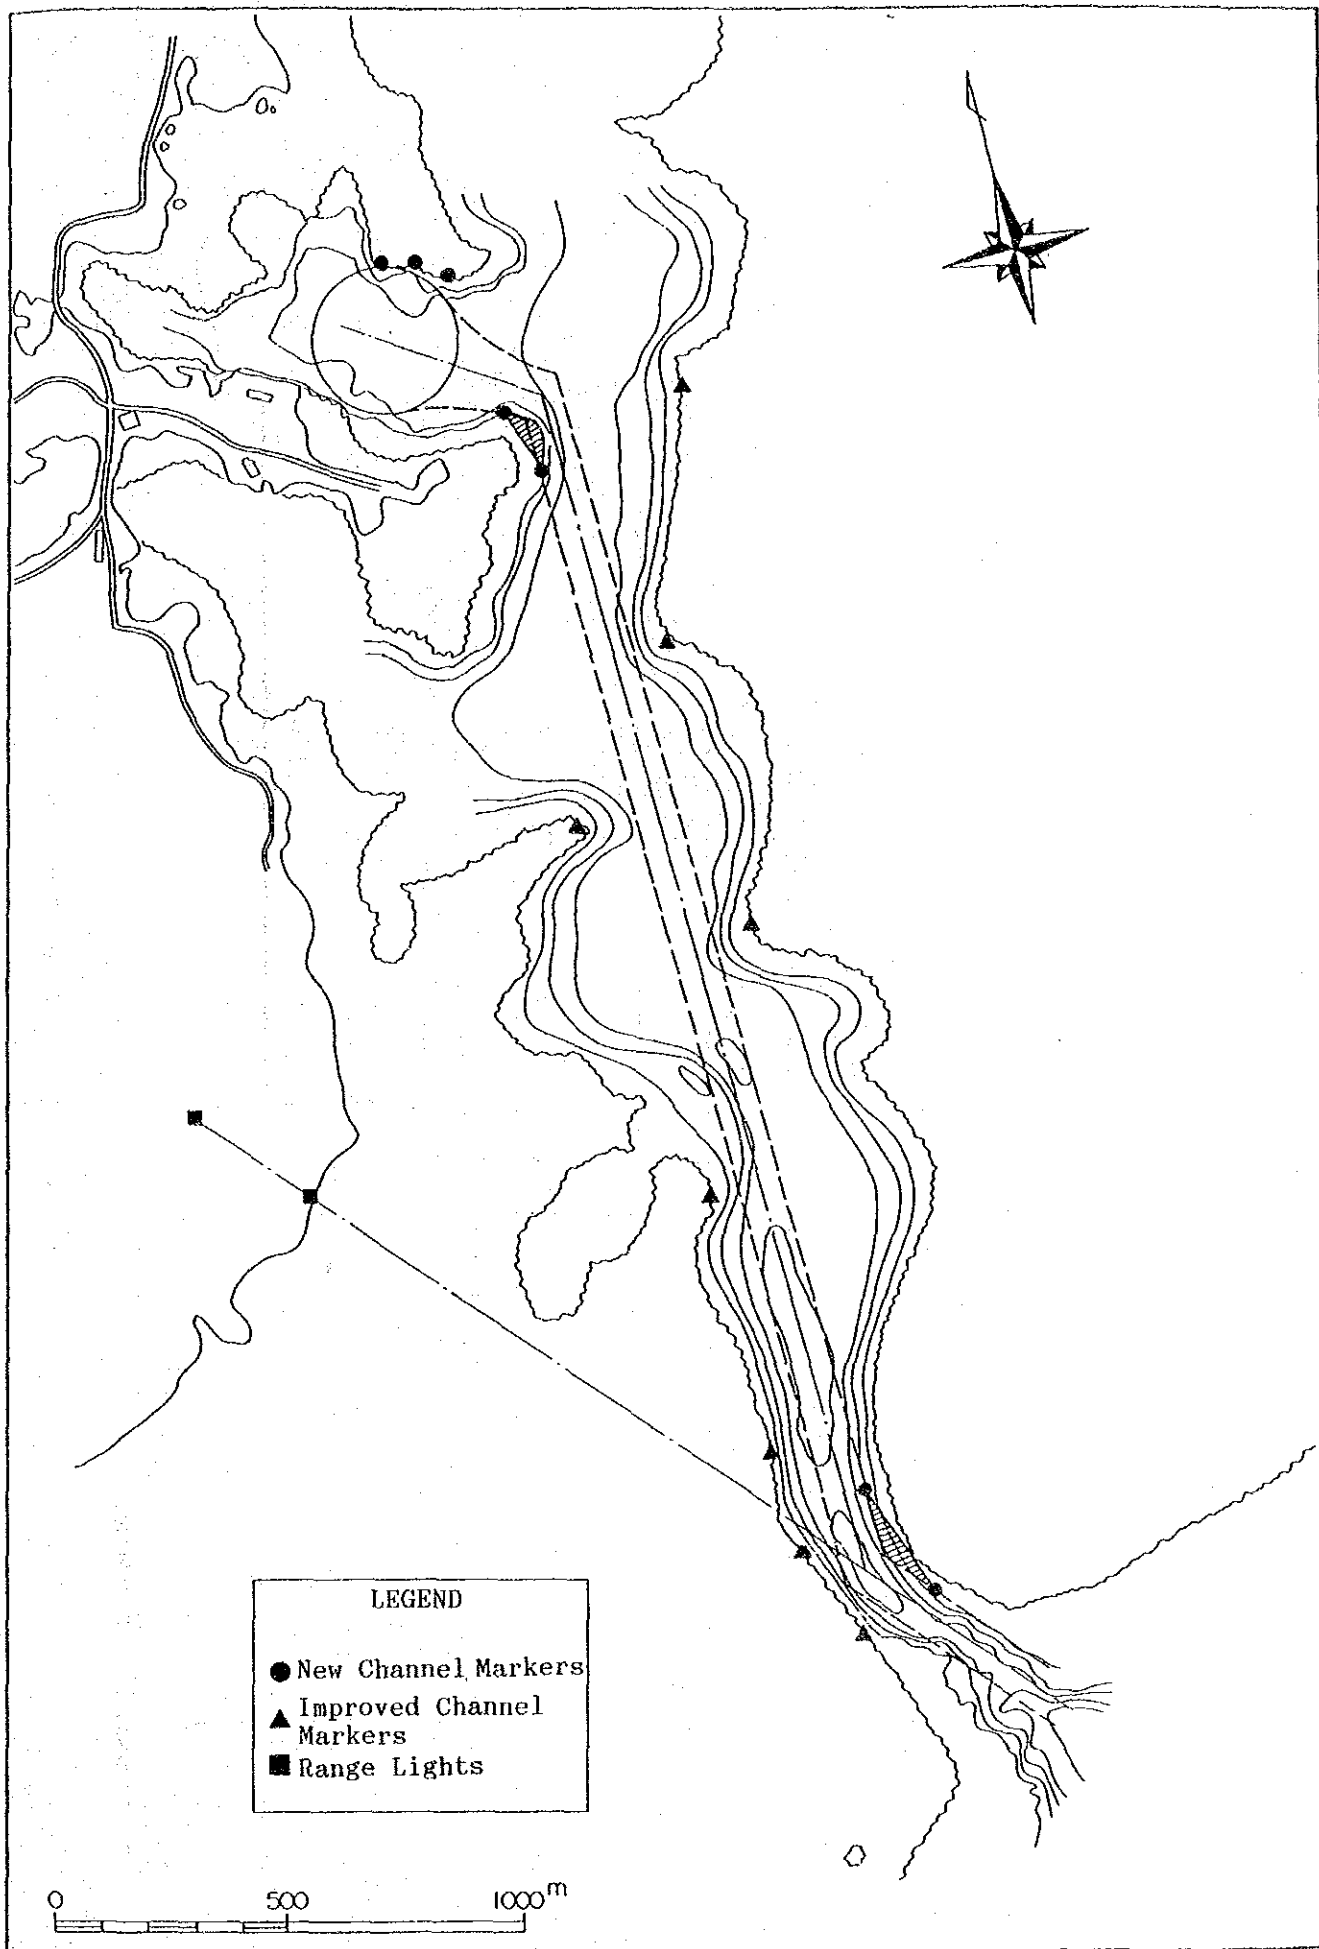 LEGEND
New Channel Markers
Improved Channel
Markers
Range Lights
0 500 1000m